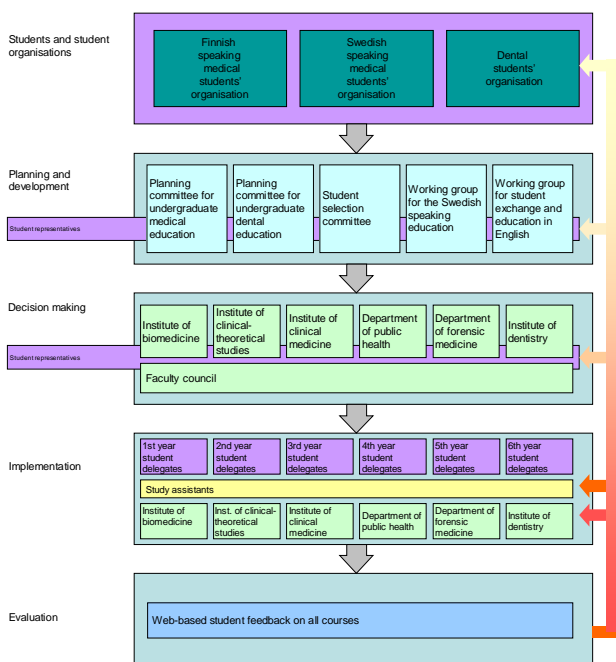 Students and student
organisations
Finnish
speaking
medical
students'
organisation
Swedish
speaking
medical
students'
organisation
Dental
students'
organisation
Planning and
development
Planning
committee for
undergraduate
medical
education
Planning
committee for
undergraduate
dental
education
Student
selection
committee
Working group
for the Swedish
speaking
education
Working group
for student
exchange and
education in
English
Student representatives
Decision making
Institute of
biomedicine
Institute of
clinical-
theoretical
studies
Institute of
clinical
medicine
Department
of public
health
Department
of forensic
medicine
Institute of
dentistry
Student representatives
Faculty council
Implementation
1st year
student
delegates
2nd year
student
delegates
3rd year
student
delegates
4th year
student
delegates
5th year
student
delegates
6th year
student
delegates
Study assistants
Institute of
biomedicine
Inst. of clinical-
theoretical
studies
Institute of
clinical
medicine
Department of
public health
Department of
forensic
medicine
Institute of
dentistry
Evaluation
Web-based student feedback on all courses